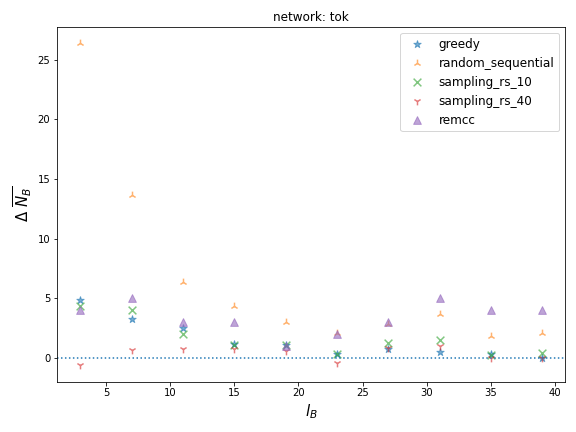 network: tok
greedy
random_sequential
sampling_rs_10
sampling_rs_40
remcc
25
20
15
10
5
0
Δ N̅_B
5 10 15 20 25 30 35 40
l_B